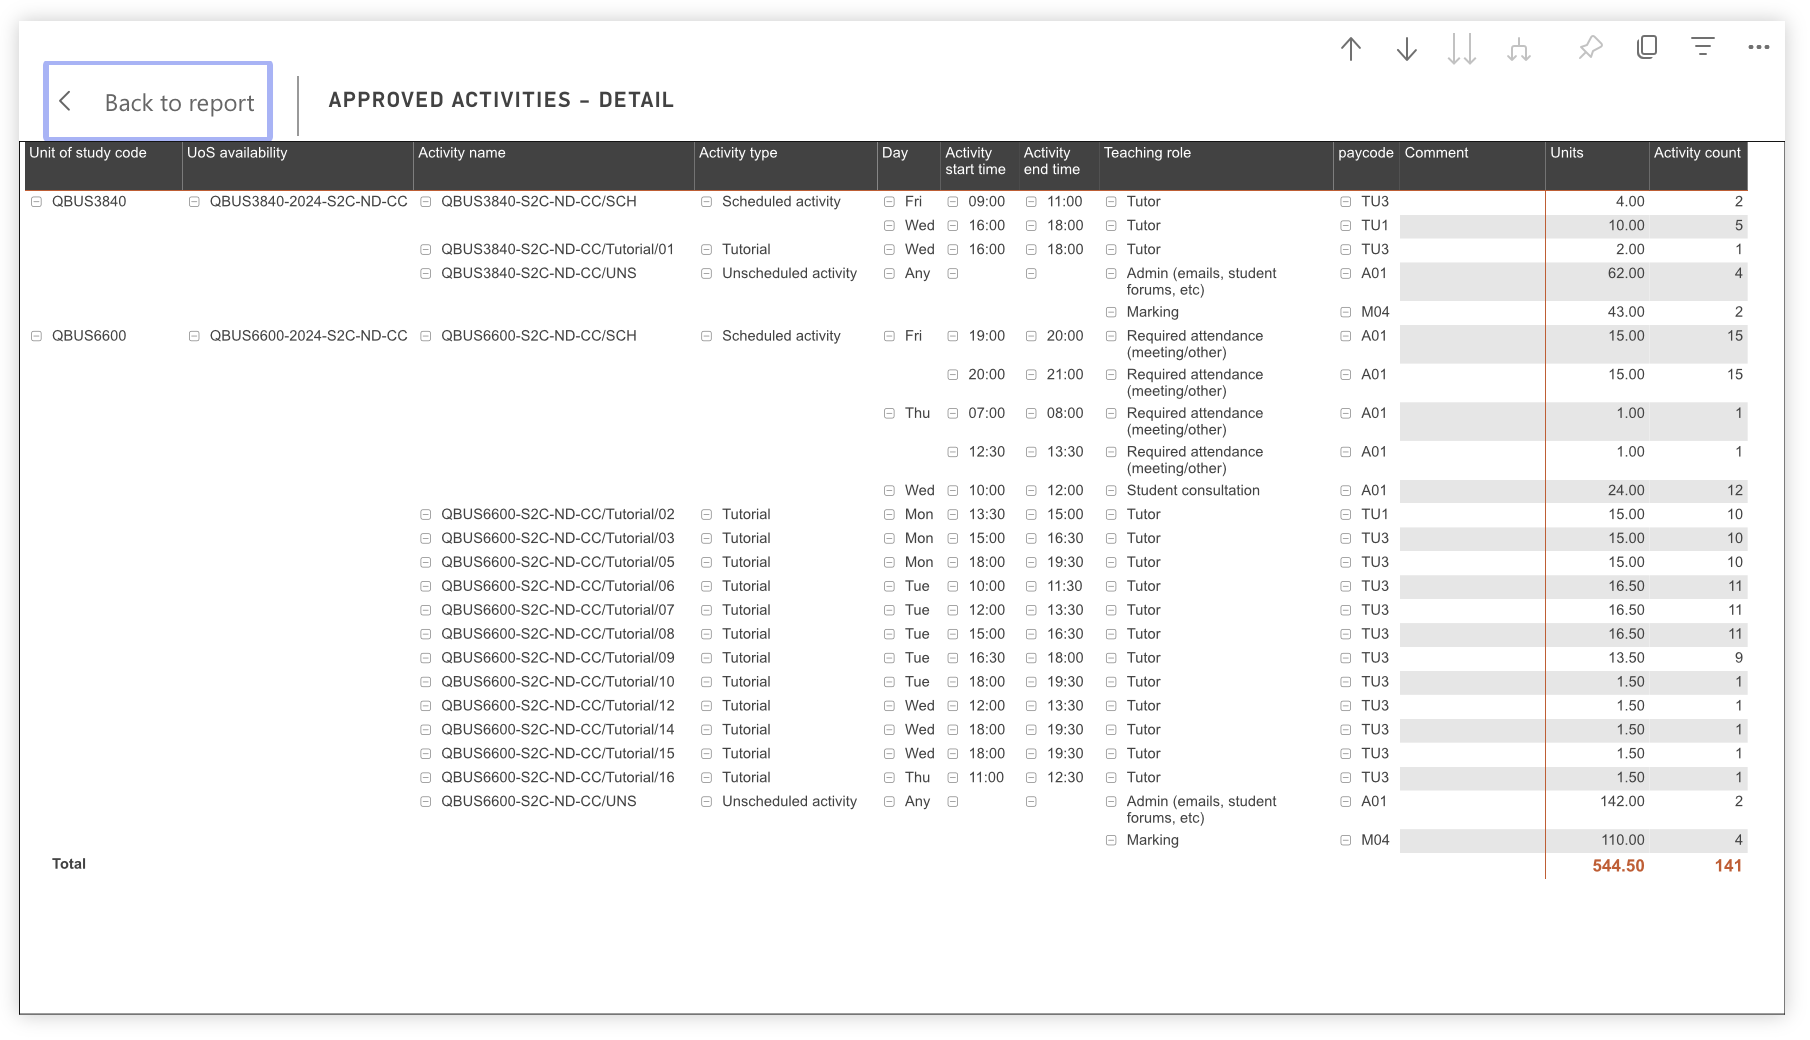 Back to report
APPROVED ACTIVITIES – DETAIL
Unit of study code UoS availability Activity name Activity type Day Activity start time Activity end time Teaching role paycode Comment Units Activity count
QBUS3840 QBUS3840-2024-S2C-ND-CC QBUS3840-S2C-ND-CC/SCH Scheduled activity Fri 09:00 11:00 Tutor TU3 4.00 2
Wed 16:00 18:00 Tutor TU1 10.00 5
QBUS3840-S2C-ND-CC/Tutorial/01 Tutorial Wed 16:00 18:00 Tutor TU3 2.00 1
QBUS3840-S2C-ND-CC/UNS Unscheduled activity Any Admin (emails, student forums, etc) A01 62.00 4
Marking M04 43.00 2
QBUS6600 QBUS6600-2024-S2C-ND-CC QBUS6600-S2C-ND-CC/SCH Scheduled activity Fri 19:00 20:00 Required attendance (meeting/other) A01 15.00 15
20:00 21:00 Required attendance (meeting/other) A01 15.00 15
Thu 07:00 08:00 Required attendance (meeting/other) A01 1.00 1
12:30 13:30 Required attendance (meeting/other) A01 1.00 1
Wed 10:00 12:00 Student consultation A01 24.00 12
QBUS6600-S2C-ND-CC/Tutorial/02 Tutorial Mon 13:30 15:00 Tutor TU1 15.00 10
QBUS6600-S2C-ND-CC/Tutorial/03 Tutorial Mon 15:00 16:30 Tutor TU3 15.00 10
QBUS6600-S2C-ND-CC/Tutorial/05 Tutorial Mon 18:00 19:30 Tutor TU3 15.00 10
QBUS6600-S2C-ND-CC/Tutorial/06 Tutorial Tue 10:00 11:30 Tutor TU3 16.50 11
QBUS6600-S2C-ND-CC/Tutorial/07 Tutorial Tue 12:00 13:30 Tutor TU3 16.50 11
QBUS6600-S2C-ND-CC/Tutorial/08 Tutorial Tue 15:00 16:30 Tutor TU3 16.50 11
QBUS6600-S2C-ND-CC/Tutorial/09 Tutorial Tue 16:30 18:00 Tutor TU3 13.50 9
QBUS6600-S2C-ND-CC/Tutorial/10 Tutorial Tue 18:00 19:30 Tutor TU3 1.50 1
QBUS6600-S2C-ND-CC/Tutorial/12 Tutorial Wed 12:00 13:30 Tutor TU3 1.50 1
QBUS6600-S2C-ND-CC/Tutorial/14 Tutorial Wed 18:00 19:30 Tutor TU3 1.50 1
QBUS6600-S2C-ND-CC/Tutorial/15 Tutorial Wed 18:00 19:30 Tutor TU3 1.50 1
QBUS6600-S2C-ND-CC/Tutorial/16 Tutorial Thu 11:00 12:30 Tutor TU3 1.50 1
QBUS6600-S2C-ND-CC/UNS Unscheduled activity Any Admin (emails, student forums, etc) A01 142.00 2
Marking M04 110.00 4
Total 544.50 141